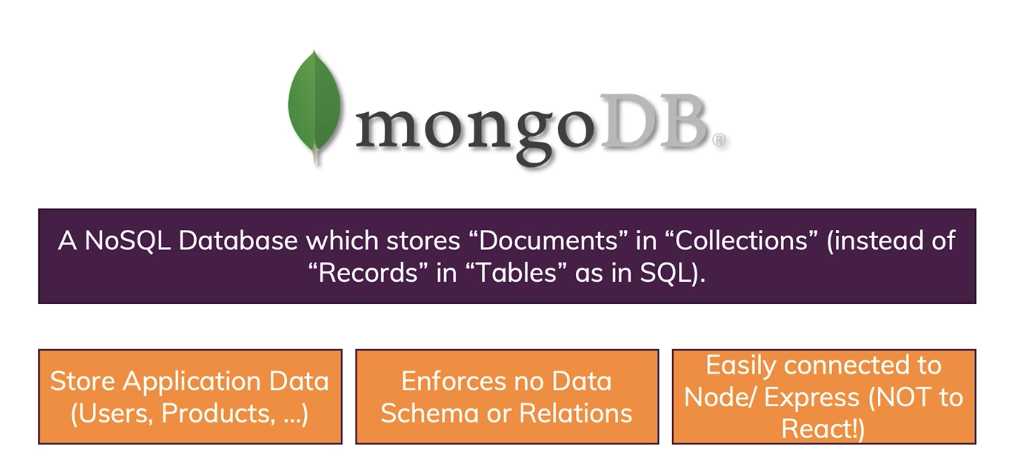 mongoDB®
A NoSQL Database which stores “Documents” in “Collections” (instead of
“Records” in “Tables” as in SQL).
Store Application Data
(Users, Products, …)
Enforces no Data
Schema or Relations
Easily connected to
Node/ Express (NOT to
React!)